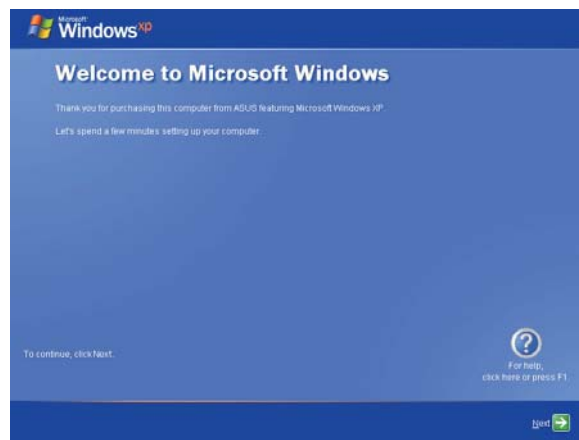 Microsoft
Windows xp
Welcome to Microsoft Windows
Thank you for purchasing this computer from ASUS featuring Microsoft Windows XP.
Let's spend a few minutes setting up your computer.
To continue, click Next.
For help,
click here or press F1.
Next